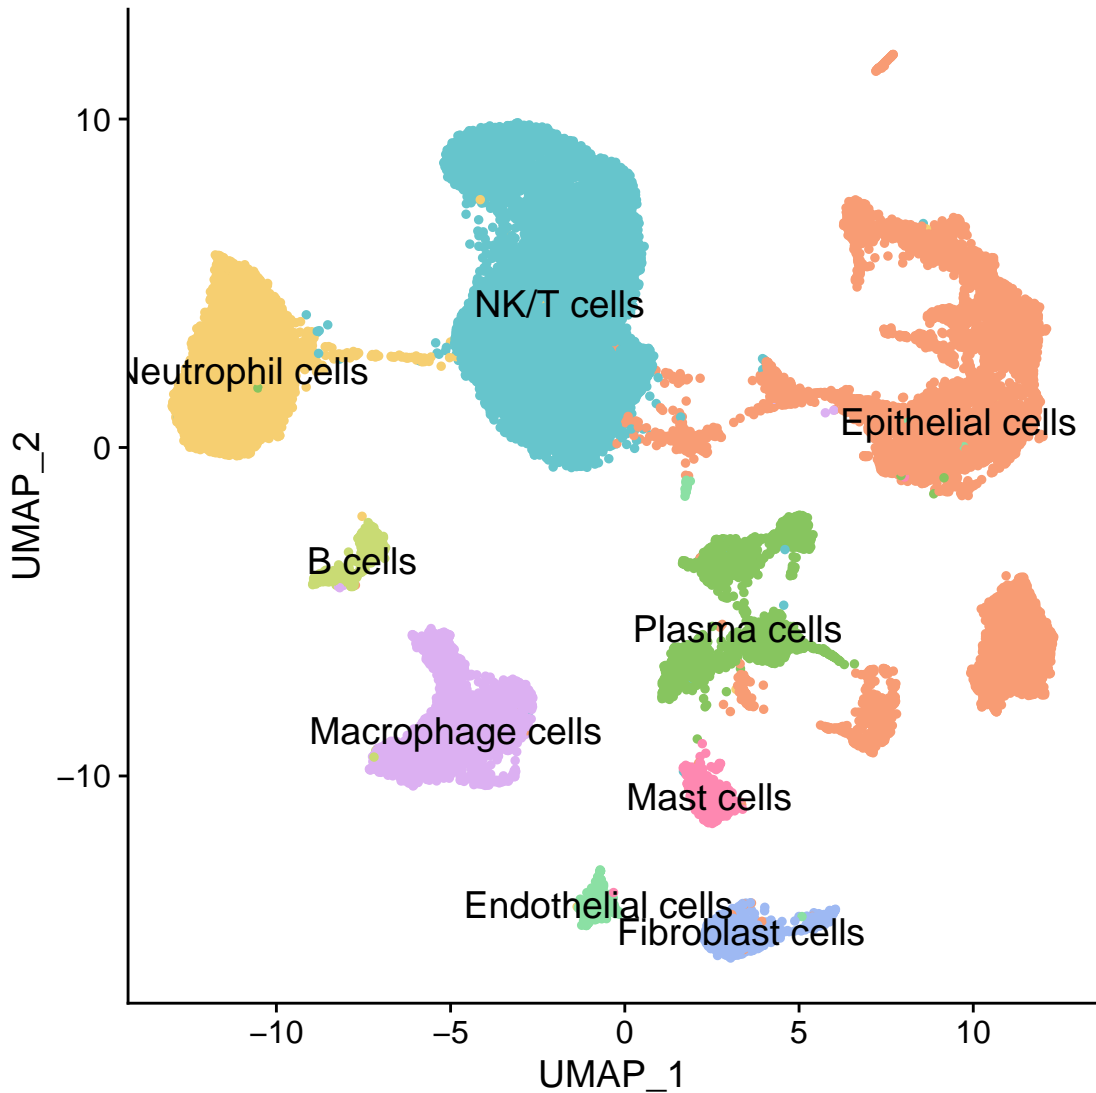 10
NK/T cells
Neutrophil cells
Epithelial cells
0
UMAP_2
B cells
Plasma cells
Macrophage cells
−10
Mast cells
Endothelial cells
Fibroblast cells
−10 −5 0 5 10
UMAP_1